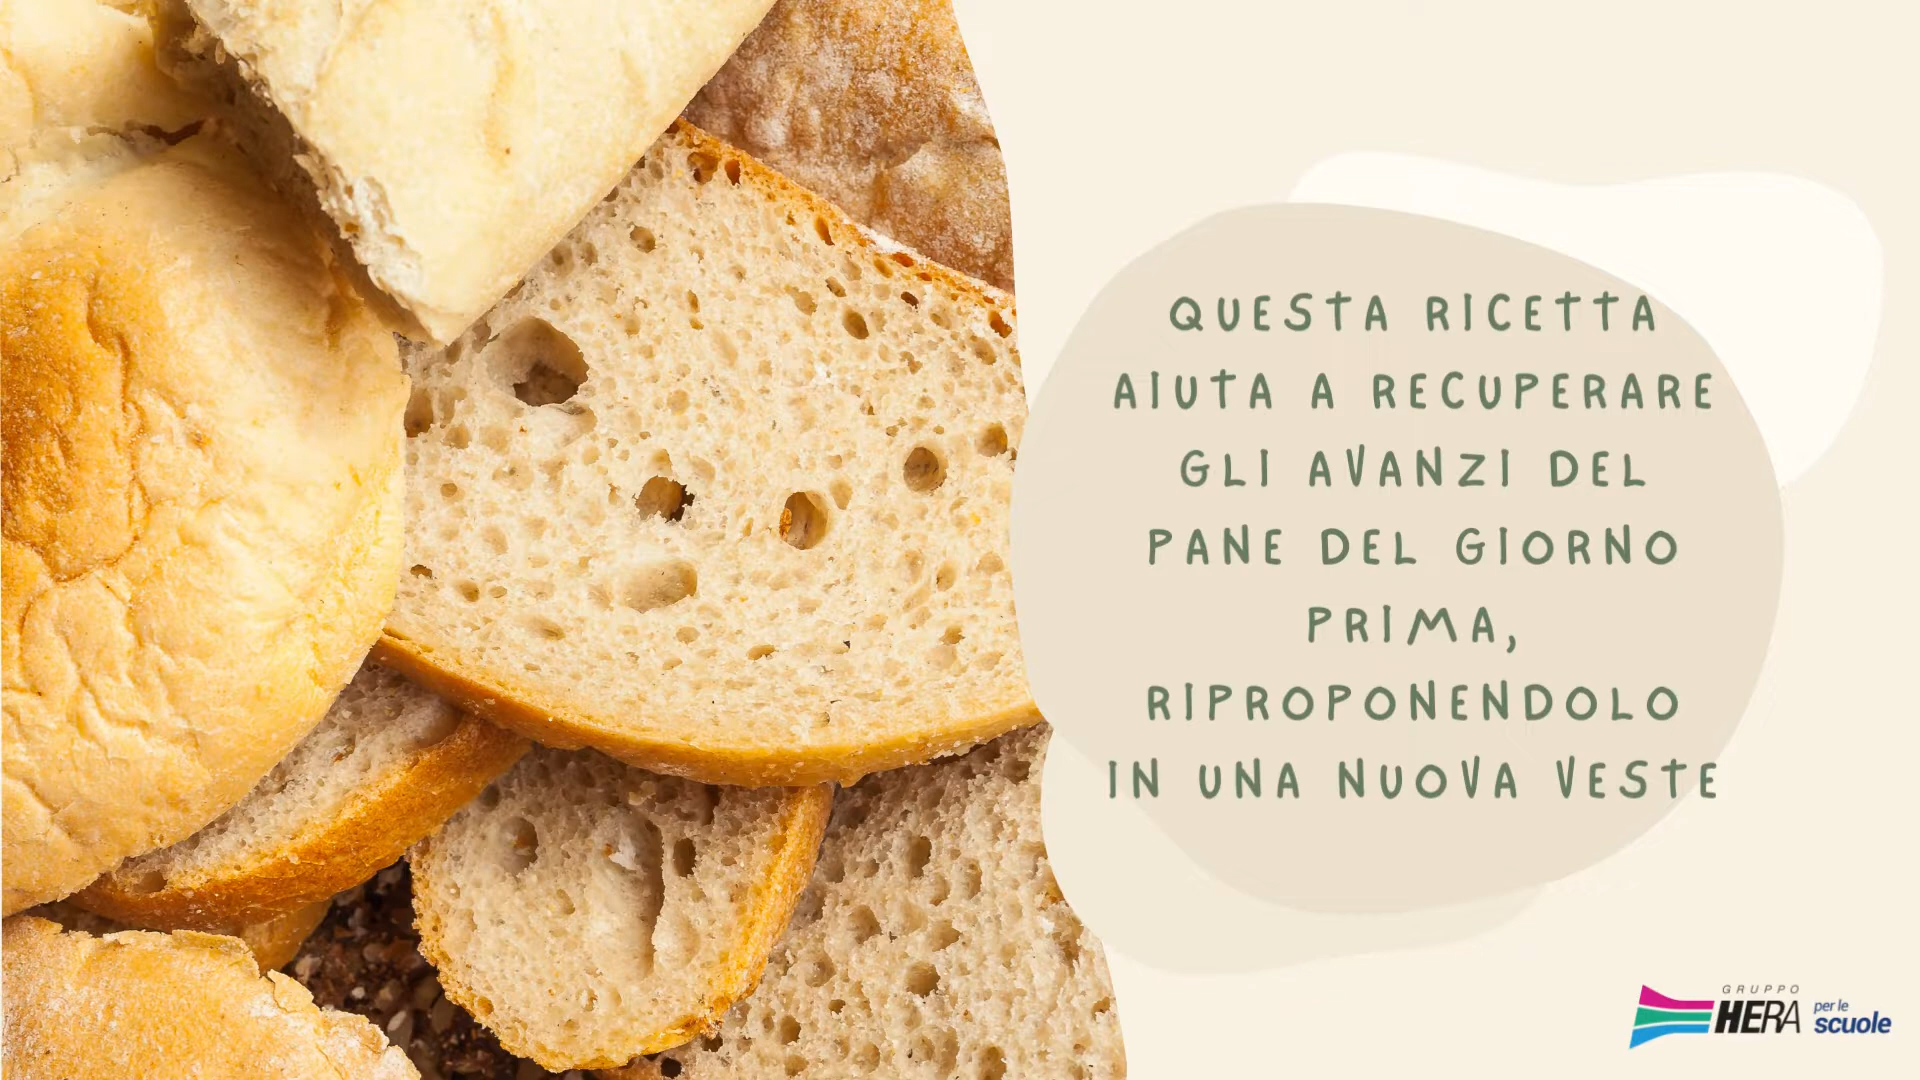 QUESTA RICETTA
AIUTA A RECUPERARE
GLI AVANZI DEL
PANE DEL GIORNO
PRIMA,
RIPROPONENDOLO
IN UNA NUOVA VESTE
GRUPPO
HERA
per le
scuole